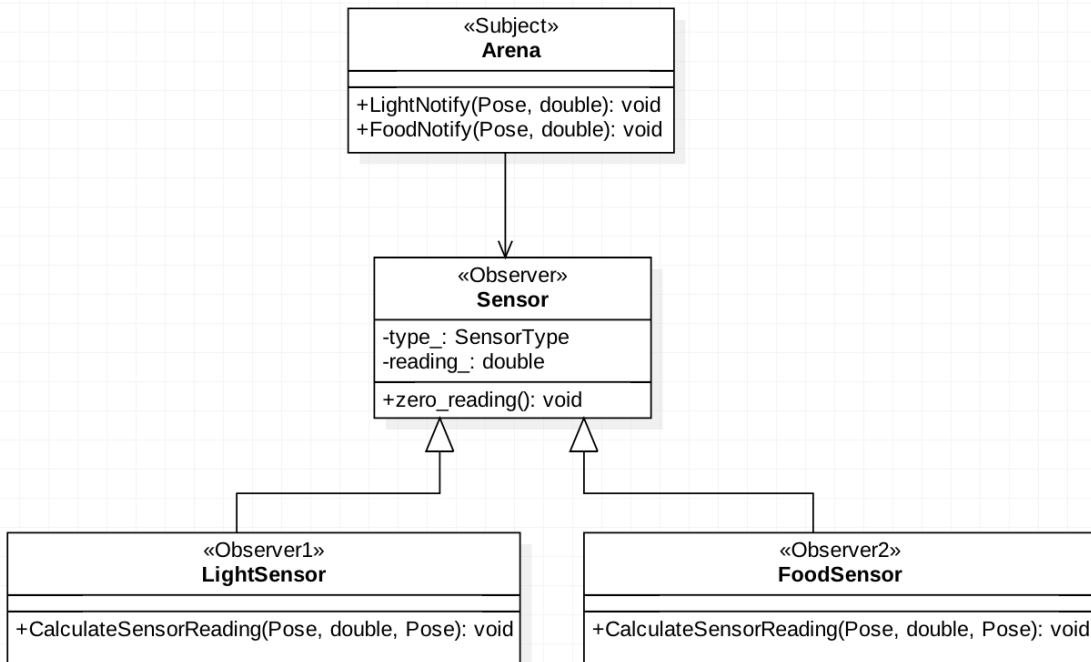 «Subject»
Arena
+LightNotify(Pose, double): void
+FoodNotify(Pose, double): void
«Observer»
Sensor
-type_: SensorType
-reading_: double
+zero_reading(): void
«Observer1»
LightSensor
+CalculateSensorReading(Pose, double, Pose): void
«Observer2»
FoodSensor
+CalculateSensorReading(Pose, double, Pose): void